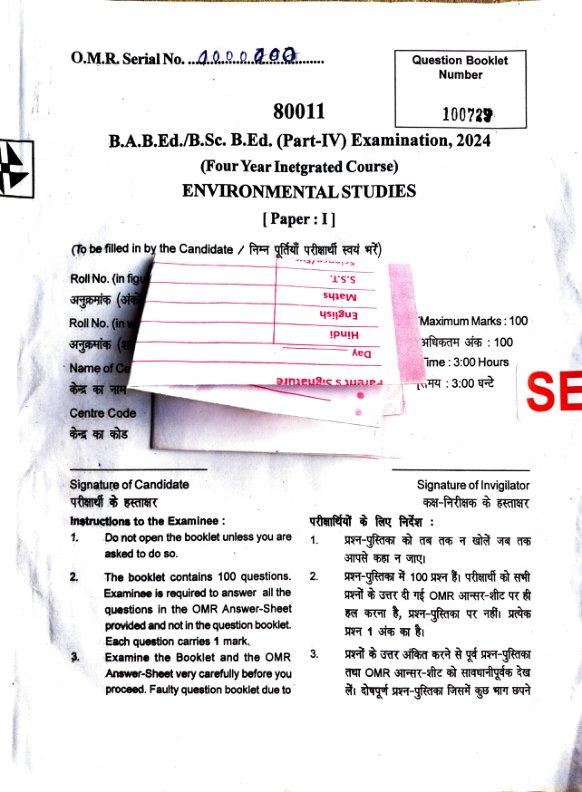 O.M.R. Serial No. ..1000200.......
Question Booklet
Number
100729
80011
B.A.B.Ed./B.Sc. B.Ed. (Part-IV) Examination, 2024
(Four Year Inetgrated Course)
ENVIRONMENTAL STUDIES
[ Paper : I ]
(To be filled in by the Candidate / निम्न पूर्तियाँ परीक्षार्थी स्वयं भरें)
Roll No. (in
अनुक्रमांक
Roll No. (in
अनुक्रमांक
Name of
केन्द्र का नाम
Centre Code
केन्द्र का कोड
S.S.T.
Maths
English
Hindi
Day
Parent's Signature
Maximum Marks : 100
अधिकतम अंक : 100
Time : 3:00 Hours
समय : 3:00 घन्टे
SE
Signature of Candidate
परीक्षार्थी के हस्ताक्षर
Signature of Invigilator
कक्ष-निरीक्षक के हस्ताक्षर
Instructions to the Examinee :
1. Do not open the booklet unless you are
asked to do so.
2. The booklet contains 100 questions.
Examinee is required to answer all the
questions in the OMR Answer-Sheet
provided and not in the question booklet.
Each question carries 1 mark.
3. Examine the Booklet and the OMR
Answer-Sheet very carefully before you
proceed. Faulty question booklet due to
परीक्षार्थियों के लिए निर्देश :
1. प्रश्न-पुस्तिका को तब तक न खोलें जब तक
आपसे कहा न जाए।
2. प्रश्न-पुस्तिका में 100 प्रश्न हैं। परीक्षार्थी को सभी
प्रश्नों के उत्तर दी गई OMR आन्सर-शीट पर ही
हल करना है, प्रश्न-पुस्तिका पर नहीं। प्रत्येक
प्रश्न 1 अंक का है।
3. प्रश्नों के उत्तर अंकित करने से पूर्व प्रश्न-पुस्तिका
तथा OMR आन्सर-शीट को सावधानीपूर्वक देख
लें। दोषपूर्ण प्रश्न-पुस्तिका जिसमें कुछ भाग छपने